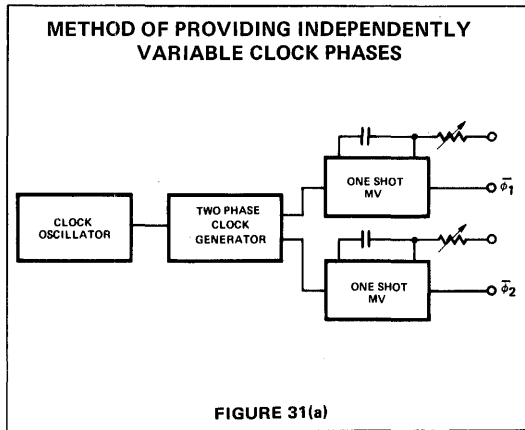 METHOD OF PROVIDING INDEPENDENTLY
VARIABLE CLOCK PHASES
CLOCK
OSCILLATOR
TWO PHASE
CLOCK
GENERATOR
ONE SHOT
MV
ϕ̅1
ONE SHOT
MV
ϕ̅2
FIGURE 31(a)